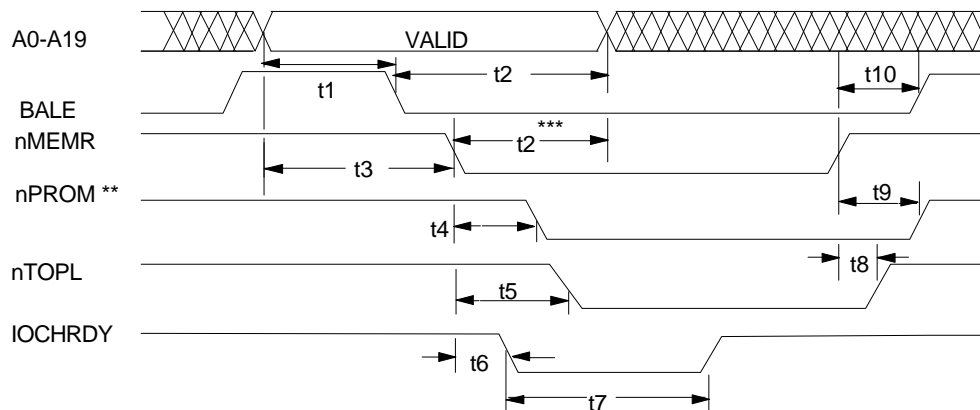 A0-A19
VALID
t1
t2
t10
BALE
nMEMR
***
t2
t3
nPROM **
t4
t9
nTOPL
t8
t5
IOCHRDY
t6
t7